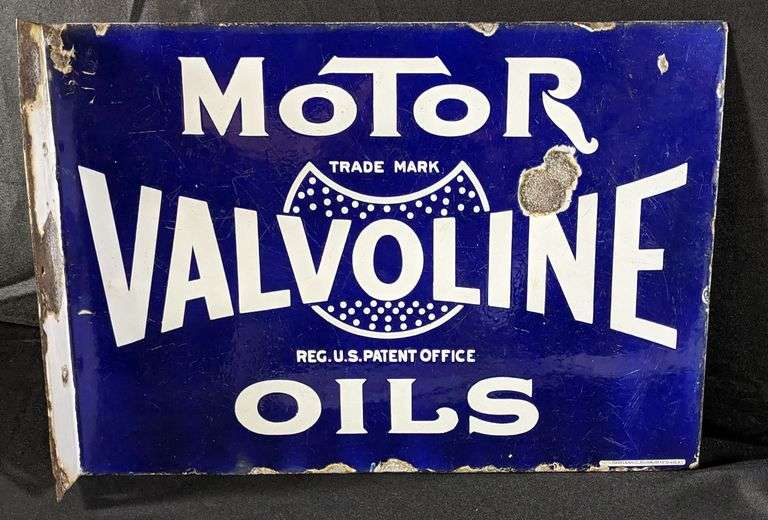 MOTOR
TRADE MARK
VALVOLINE
REG. U.S. PATENT OFFICE
OILS